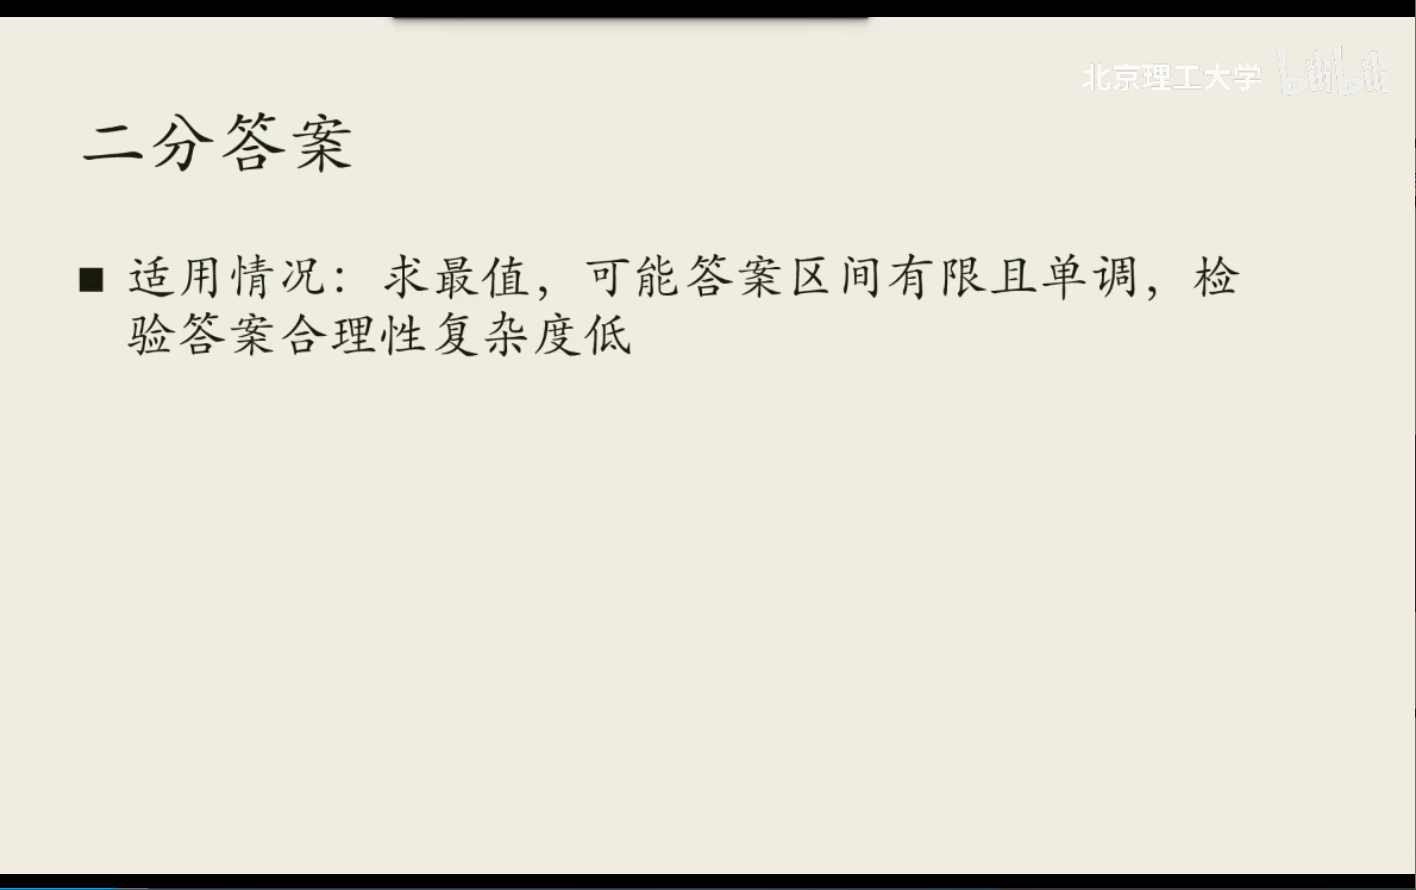 北京理工大学 bilibili
二分答案
■ 适用情况：求最值，可能答案区间有限且单调，检
验答案合理性复杂度低